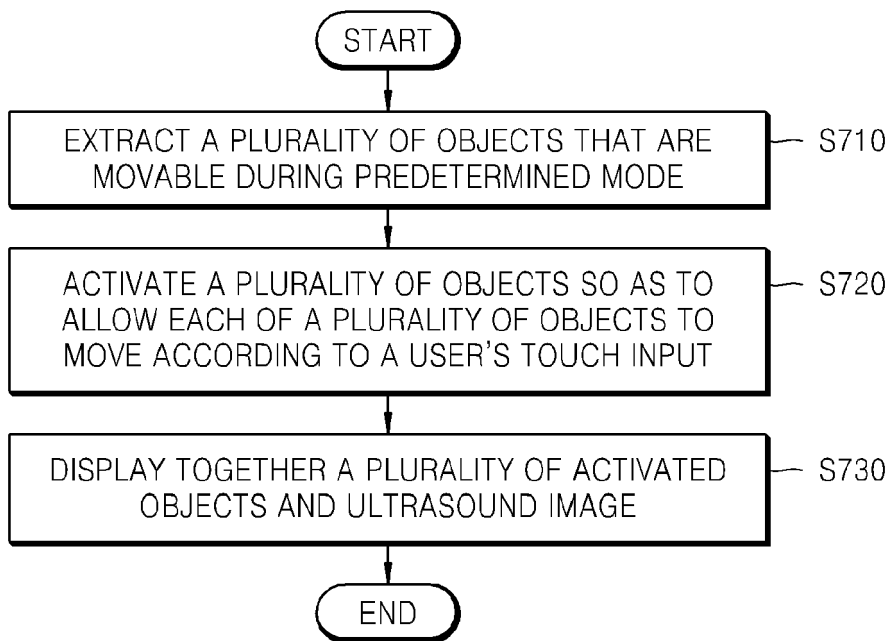 START
EXTRACT A PLURALITY OF OBJECTS THAT ARE
MOVABLE DURING PREDETERMINED MODE
S710
ACTIVATE A PLURALITY OF OBJECTS SO AS TO
ALLOW EACH OF A PLURALITY OF OBJECTS TO
MOVE ACCORDING TO A USER'S TOUCH INPUT
S720
DISPLAY TOGETHER A PLURALITY OF ACTIVATED
OBJECTS AND ULTRASOUND IMAGE
S730
END